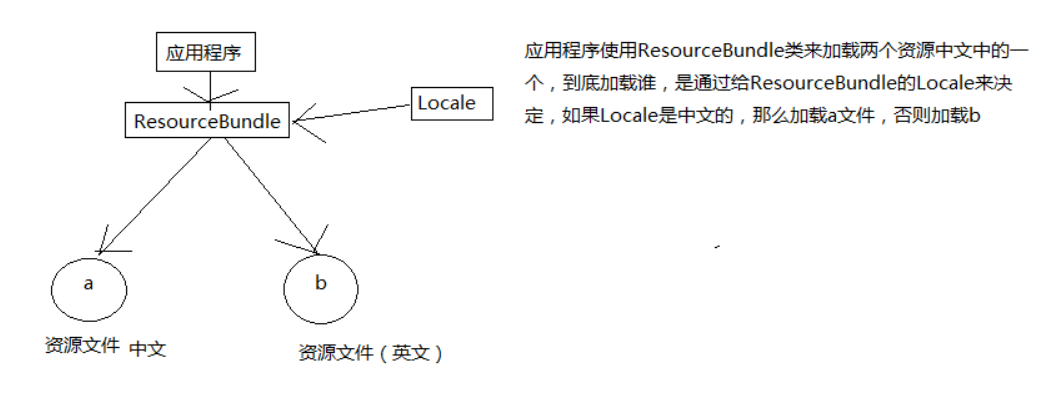 应用程序
ResourceBundle
Locale
a
b
资源文件 中文
资源文件（英文）
应用程序使用ResourceBundle类来加载两个资源中文中的一
个，到底加载谁，是通过给ResourceBundle的Locale来决
定，如果Locale是中文的，那么加载a文件，否则加载b